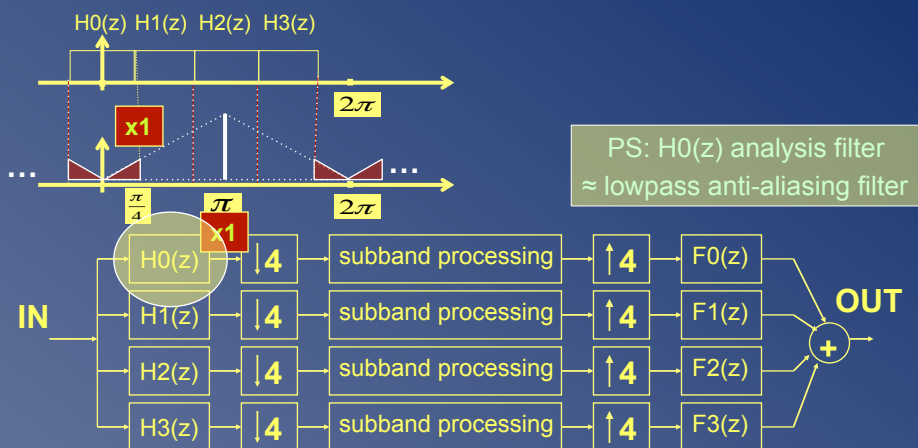 H0(z) H1(z) H2(z) H3(z)
2π
x1
... ...
π/4 π 2π
PS: H0(z) analysis filter
≈ lowpass anti-aliasing filter
x1
IN
H0(z) ↓4 subband processing ↑4 F0(z)
H1(z) ↓4 subband processing ↑4 F1(z)
H2(z) ↓4 subband processing ↑4 F2(z)
H3(z) ↓4 subband processing ↑4 F3(z)
+
OUT